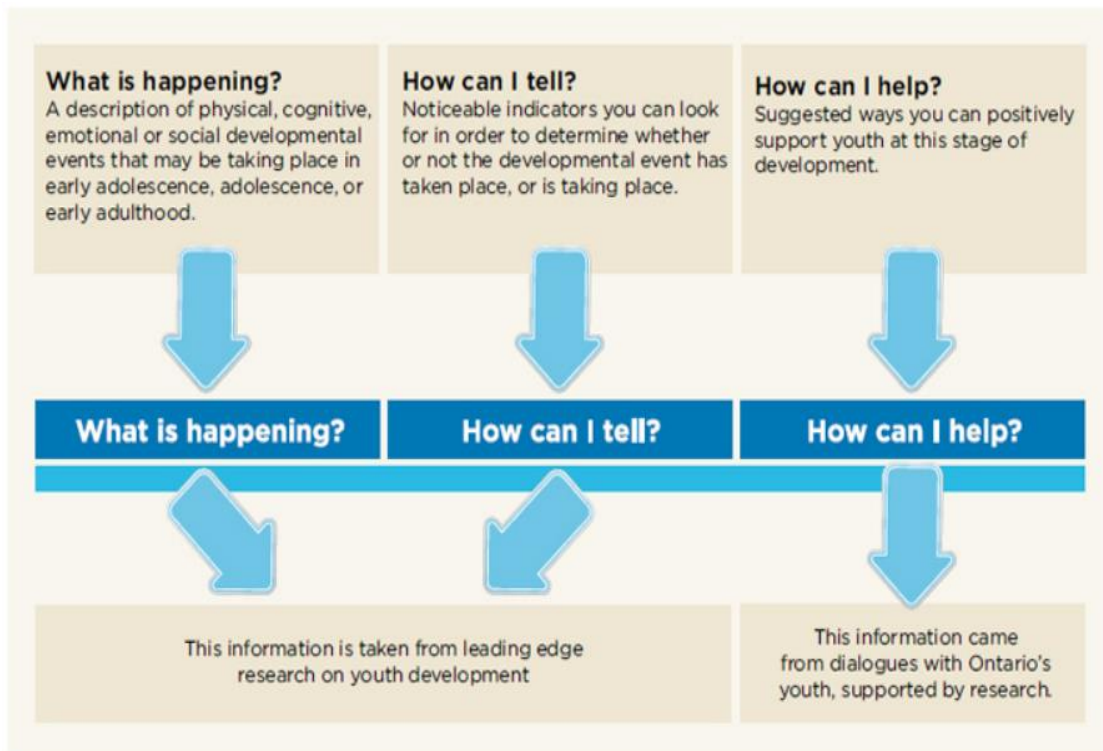 What is happening?
A description of physical, cognitive,
emotional or social developmental
events that may be taking place in
early adolescence, adolescence, or
early adulthood.
How can I tell?
Noticeable indicators you can look
for in order to determine whether
or not the developmental event has
taken place, or is taking place.
How can I help?
Suggested ways you can positively
support youth at this stage of
development.
What is happening?
How can I tell?
How can I help?
This information is taken from leading edge
research on youth development
This information came
from dialogues with Ontario's
youth, supported by research.